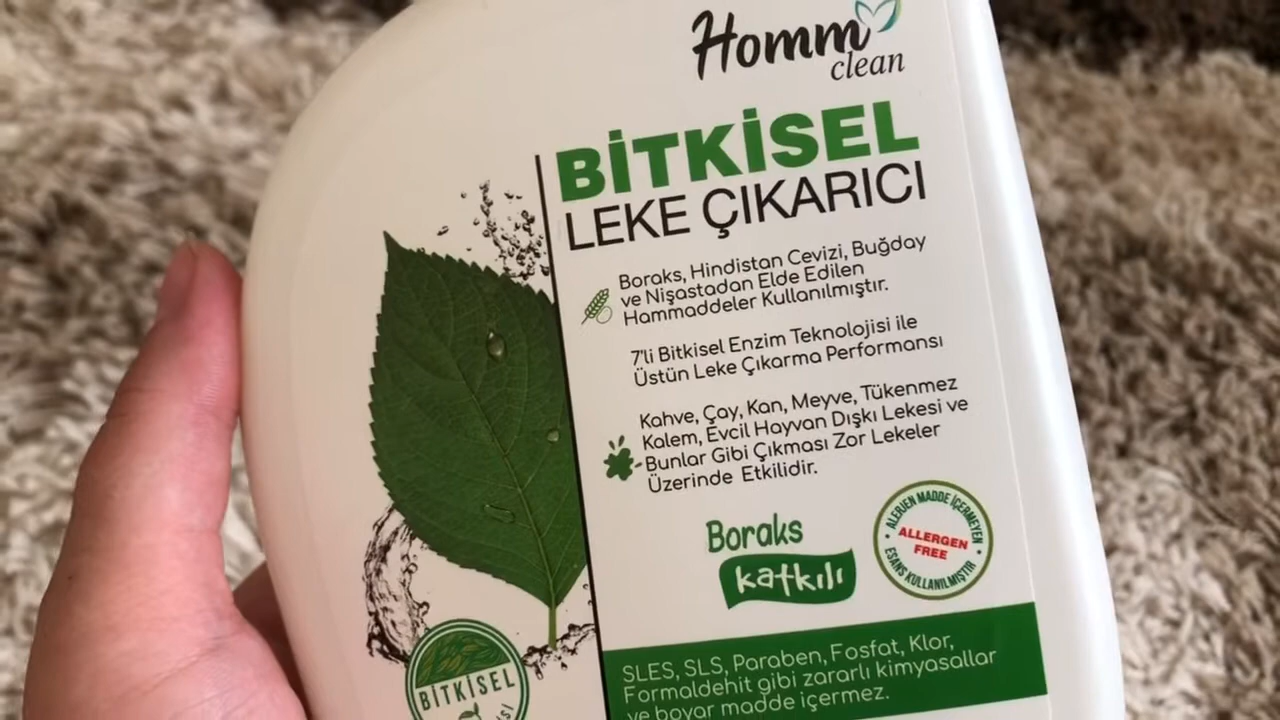 Homm
clean
BİTKİSEL
LEKE ÇIKARICI
Boraks, Hindistan Cevizi, Buğday
ve Nişastadan Elde Edilen
Hammaddeler Kullanılmıştır.
7'li Bitkisel Enzim Teknolojisi ile
Üstün Leke Çıkarma Performansı
Kahve, Çay, Kan, Meyve, Tükenmez
Kalem, Evcil Hayvan Dışkı Lekesi ve
Bunlar Gibi Çıkması Zor Lekeler
Üzerinde Etkilidir.
Boraks
katkılı
ALERJEN MADDE İÇERMEYEN
ALLERGEN
FREE
ESANS KULLANILMIŞTIR
SLES, SLS, Paraben, Fosfat, Klor,
Formaldehit gibi zararlı kimyasallar
ve boyar madde içermez.
BİTKİSEL